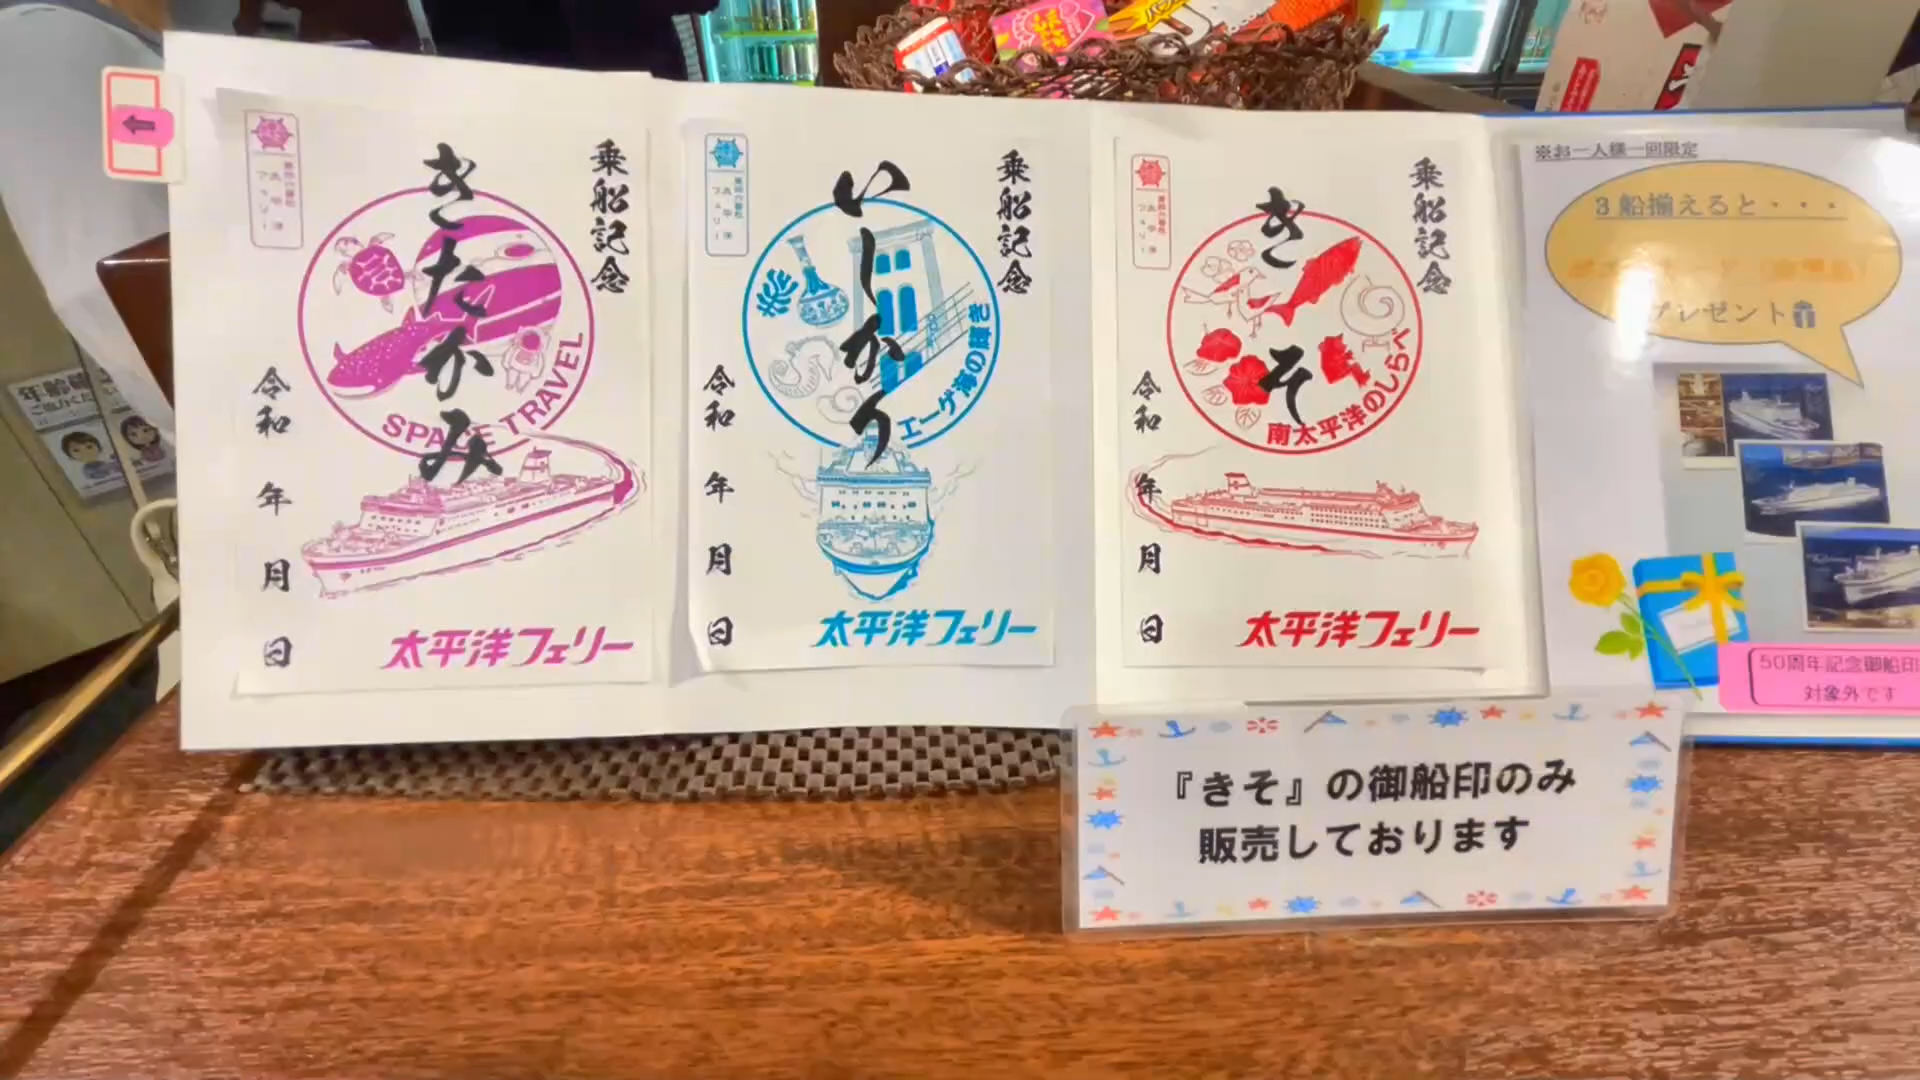 乗船記念
きたかみ
SPACE TRAVEL
令和 年 月 日
太平洋フェリー
乗船記念
いしかり
エーゲ海の輝き
令和 年 月 日
太平洋フェリー
乗船記念
きそ
南太平洋のしらべ
令和 年 月 日
太平洋フェリー
※お一人様一回限定
3船揃えると・・・
プレゼント
50周年記念御船印
対象外です
『きそ』の御船印のみ
販売しております